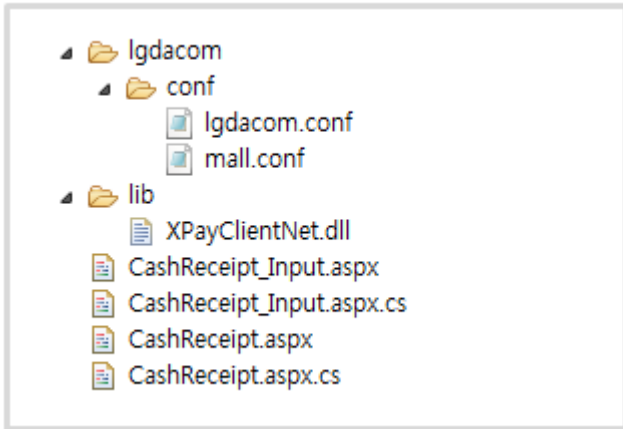 lgdacom
conf
lgdacom.conf
mall.conf
lib
XPayClientNet.dll
CashReceipt_Input.aspx
CashReceipt_Input.aspx.cs
CashReceipt.aspx
CashReceipt.aspx.cs